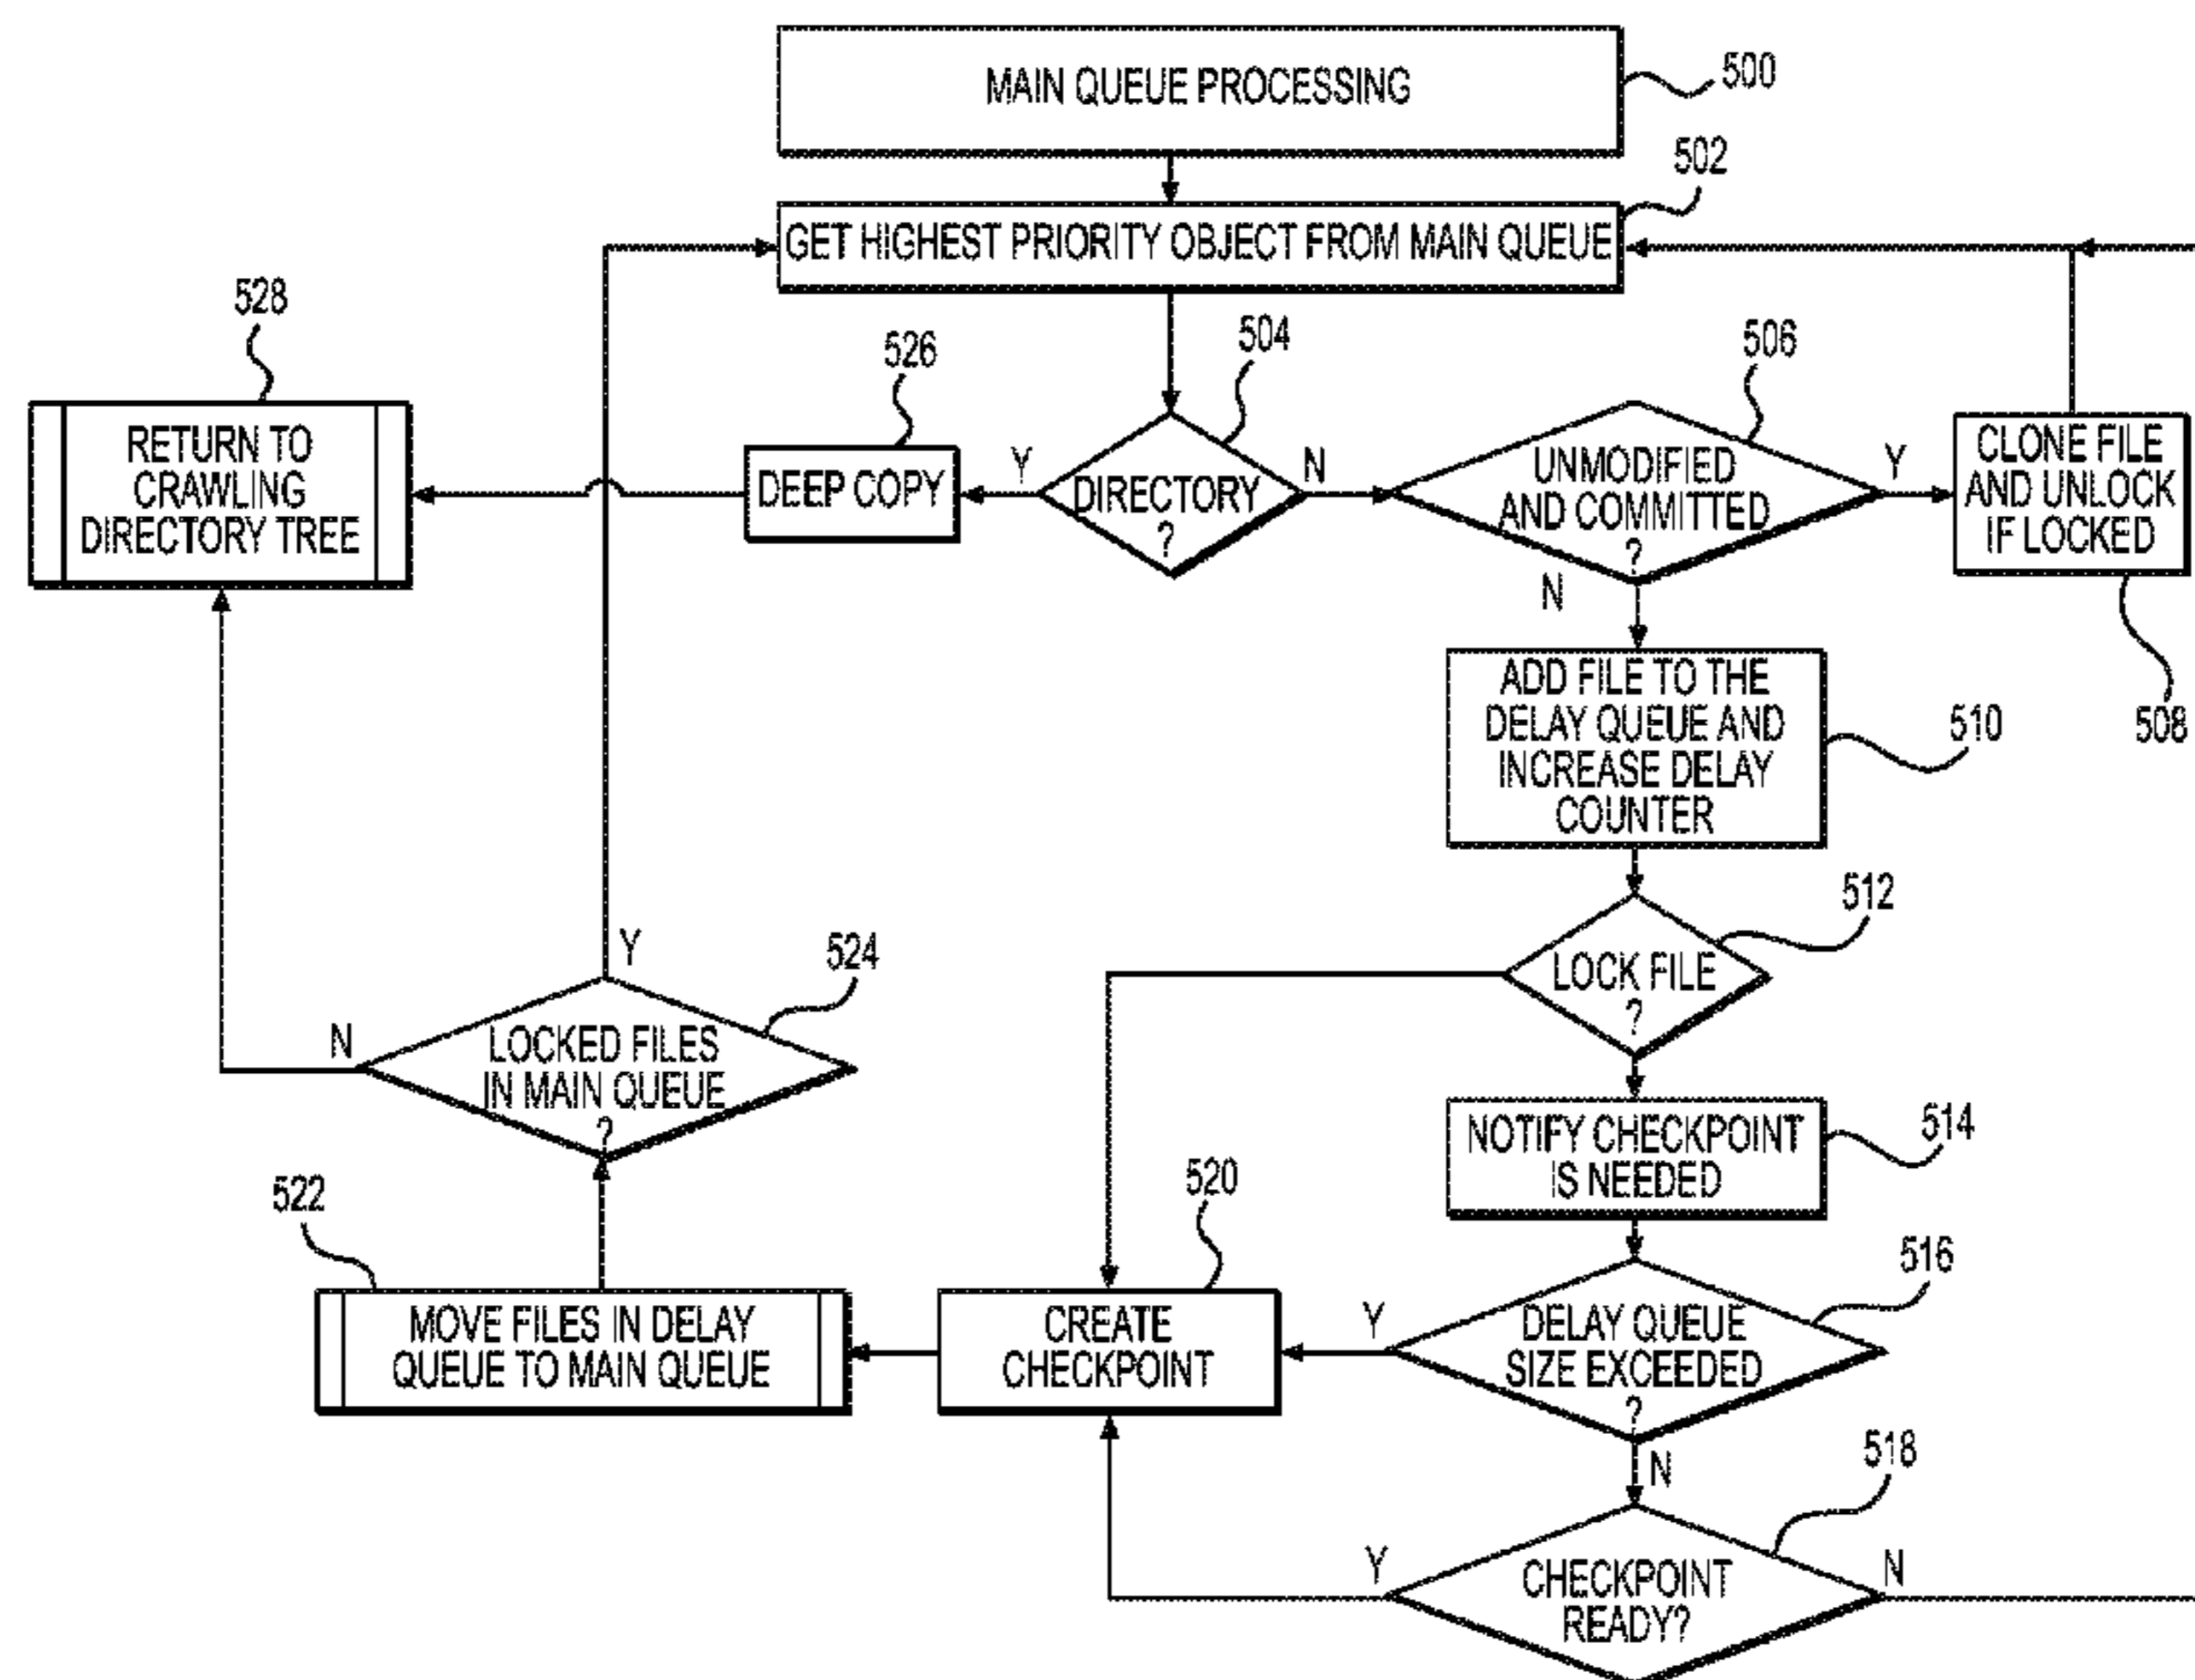 MAIN QUEUE PROCESSING
500
502
GET HIGHEST PRIORITY OBJECT FROM MAIN QUEUE
528
526
504
506
RETURN TO
CRAWLING
DIRECTORY TREE
DEEP COPY
Y
DIRECTORY
?
N
UNMODIFIED
AND COMMITTED
?
Y
N
CLONE FILE
AND UNLOCK
IF LOCKED
508
ADD FILE TO THE
DELAY QUEUE AND
INCREASE DELAY
COUNTER
510
512
LOCK FILE
?
Y
524
N
LOCKED FILES
IN MAIN QUEUE
?
NOTIFY CHECKPOINT
IS NEEDED
514
522
520
516
MOVE FILES IN DELAY
QUEUE TO MAIN QUEUE
CREATE
CHECKPOINT
Y
DELAY QUEUE
SIZE EXCEEDED
?
N
518
Y
CHECKPOINT
READY?
N